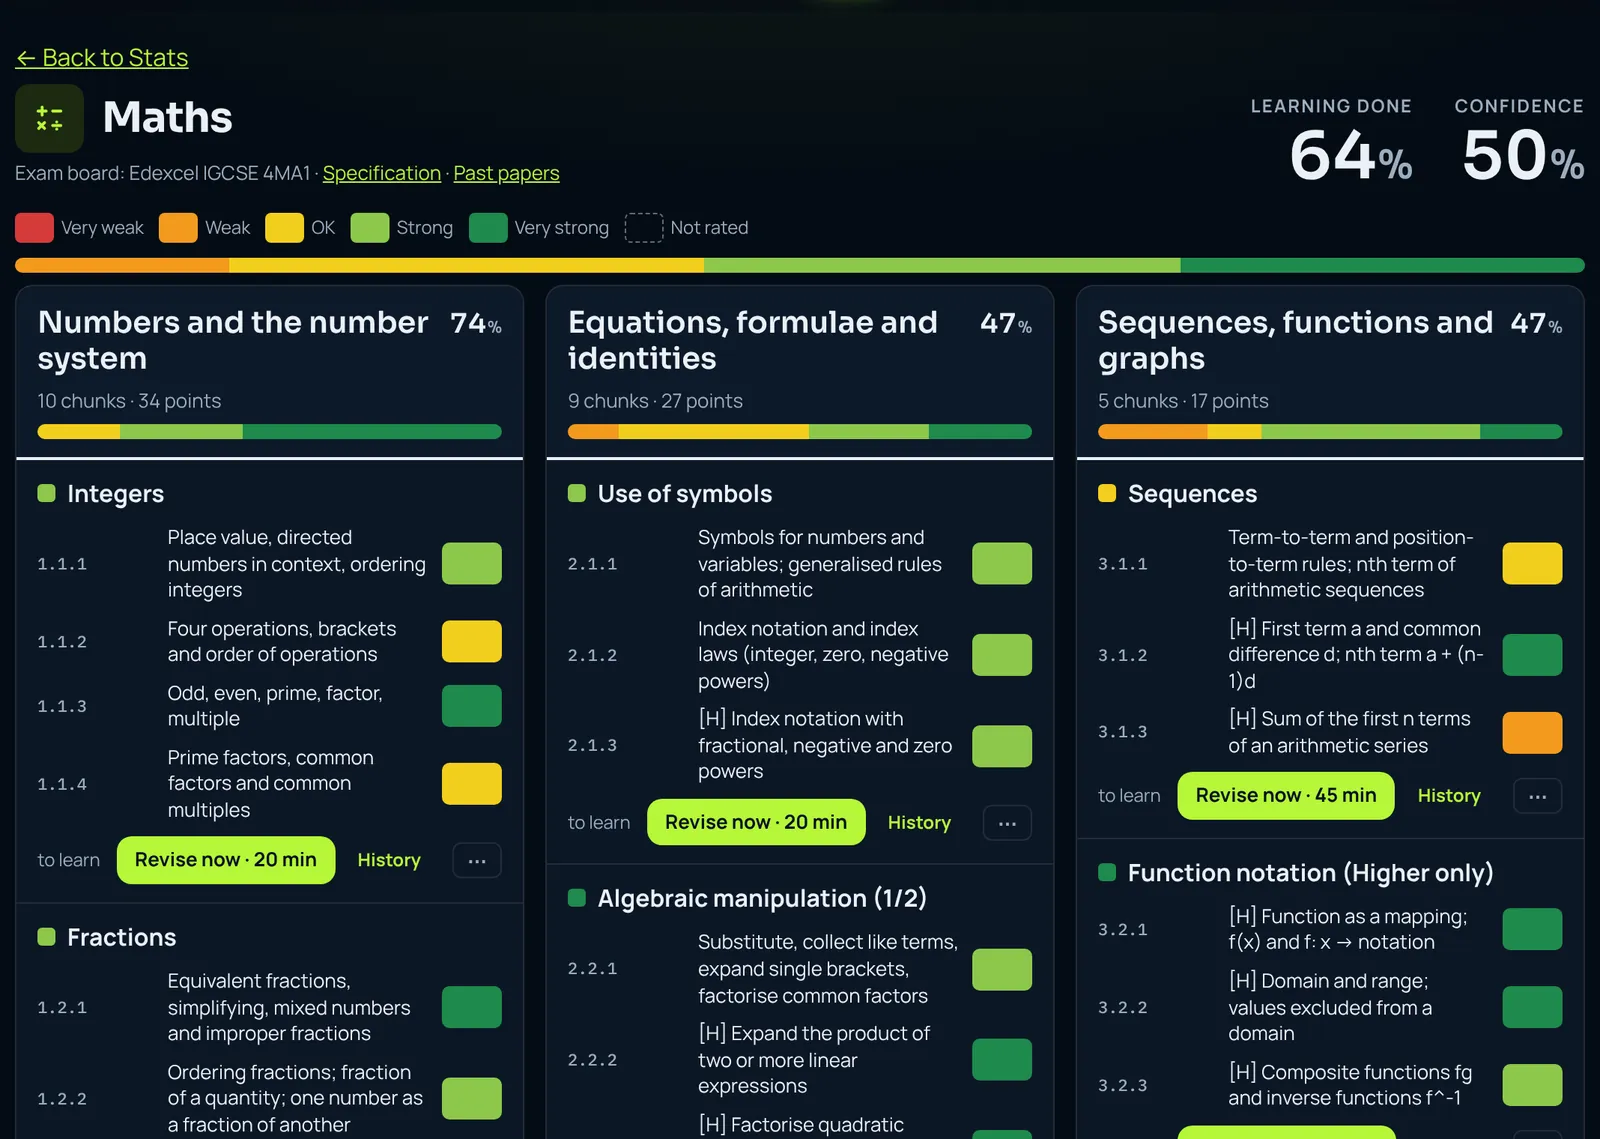 ← Back to Stats
Maths
Exam board: Edexcel IGCSE 4MA1 · Specification · Past papers
LEARNING DONE
64%
CONFIDENCE
50%
Very weak
Weak
OK
Strong
Very strong
Not rated
Numbers and the number
system
74%
10 chunks · 34 points
Integers
1.1.1
Place value, directed
numbers in context, ordering
integers
1.1.2
Four operations, brackets
and order of operations
1.1.3
Odd, even, prime, factor,
multiple
1.1.4
Prime factors, common
factors and common
multiples
to learn
Revise now · 20 min
History
...
Fractions
1.2.1
Equivalent fractions,
simplifying, mixed numbers
and improper fractions
1.2.2
Ordering fractions; fraction
of a quantity; one number as
a fraction of another
Equations, formulae and
identities
47%
9 chunks · 27 points
Use of symbols
2.1.1
Symbols for numbers and
variables; generalised rules
of arithmetic
2.1.2
Index notation and index
laws (integer, zero, negative
powers)
2.1.3
[H] Index notation with
fractional, negative and zero
powers
to learn
Revise now · 20 min
History
...
Algebraic manipulation (1/2)
2.2.1
Substitute, collect like terms,
expand single brackets,
factorise common factors
2.2.2
[H] Expand the product of
two or more linear
expressions
[H] Factorise quadratic
Sequences, functions and
graphs
47%
5 chunks · 17 points
Sequences
3.1.1
Term-to-term and position-
to-term rules; nth term of
arithmetic sequences
3.1.2
[H] First term a and common
difference d; nth term a + (n-
1)d
3.1.3
[H] Sum of the first n terms
of an arithmetic series
to learn
Revise now · 45 min
History
...
Function notation (Higher only)
3.2.1
[H] Function as a mapping;
f(x) and f: x → notation
3.2.2
[H] Domain and range;
values excluded from a
domain
3.2.3
[H] Composite functions fg
and inverse functions f^-1